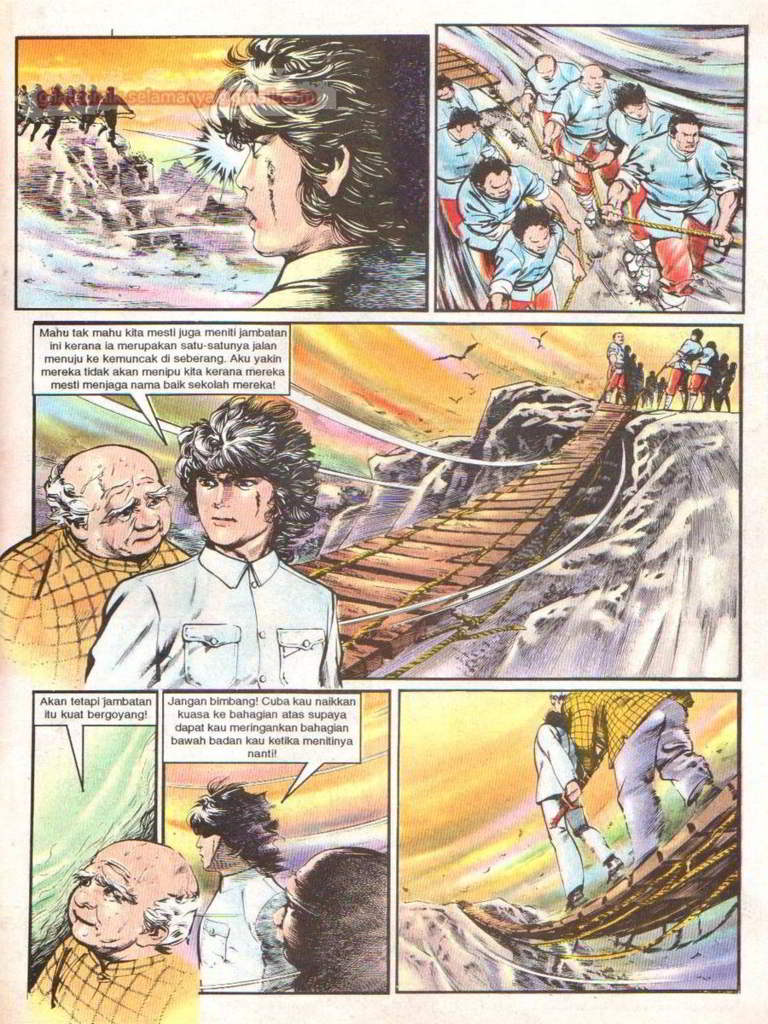 Mahu tak mahu kita mesti juga meniti jambatan
ini kerana ia merupakan satu-satunya jalan
menuju ke kemuncak di seberang. Aku yakin
mereka tidak akan menipu kita kerana mereka
mesti menjaga nama baik sekolah mereka!
Akan tetapi jambatan
itu kuat bergoyang!
Jangan bimbang! Cuba kau naikkan
kuasa ke bahagian atas supaya
dapat kau meringankan bahagian
bawah badan kau ketika menitinya
nanti!